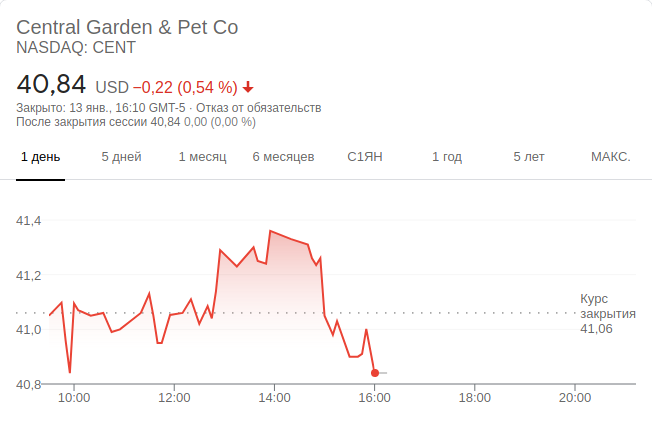 Central Garden & Pet Co
NASDAQ: CENT
40,84 USD −0,22 (0,54 %)
Закрыто: 13 янв., 16:10 GMT-5 · Отказ от обязательств
После закрытия сессии 40,84 0,00 (0,00 %)
1 день 5 дней 1 месяц 6 месяцев С1ЯН 1 год 5 лет МАКС.
41,4
41,2
Курс
закрытия
41,06
41,0
40,8
10:00 12:00 14:00 16:00 18:00 20:00